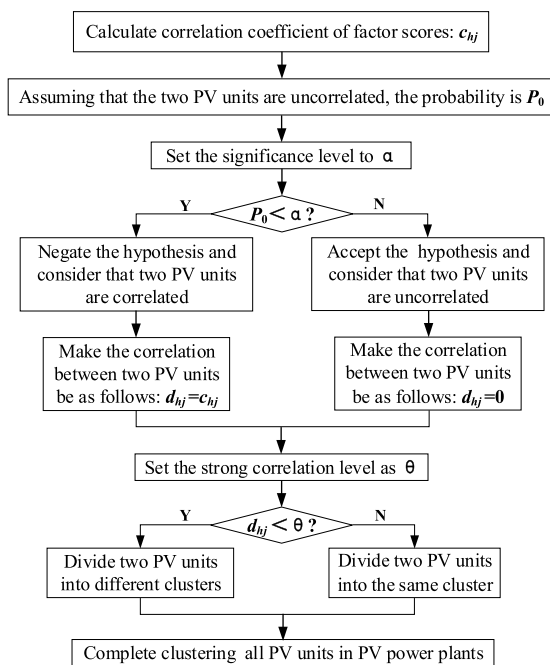 Calculate correlation coefficient of factor scores: c_hj
Assuming that the two PV units are uncorrelated, the probability is P_0
Set the significance level to α
P_0 < α ?
Y
N
Negate the hypothesis and
consider that two PV units
are correlated
Accept the hypothesis and
consider that two PV units
are uncorrelated
Make the correlation
between two PV units
be as follows: d_hj=c_hj
Make the correlation
between two PV units
be as follows: d_hj=0
Set the strong correlation level as θ
d_hj < θ ?
Y
N
Divide two PV units
into different clusters
Divide two PV units
into the same cluster
Complete clustering all PV units in PV power plants